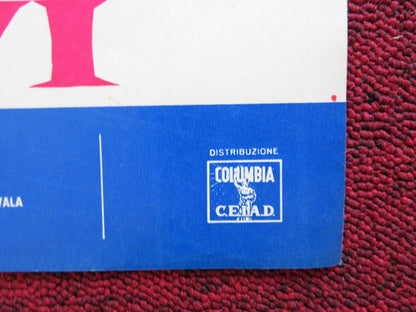 VALA
DISTRIBUZIONE
COLUMBIA
C.E.I.A.D.